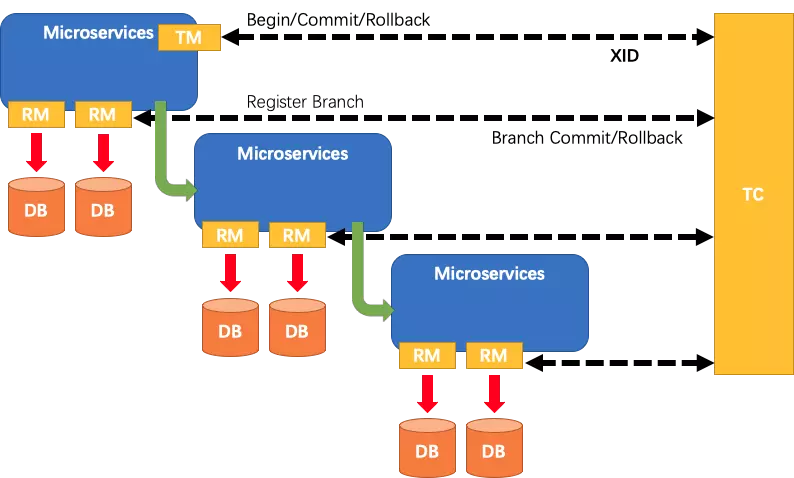 Begin/Commit/Rollback
Microservices
TM
XID
Register Branch
RM
RM
Branch Commit/Rollback
Microservices
TC
DB
DB
RM
RM
Microservices
DB
DB
RM
RM
DB
DB